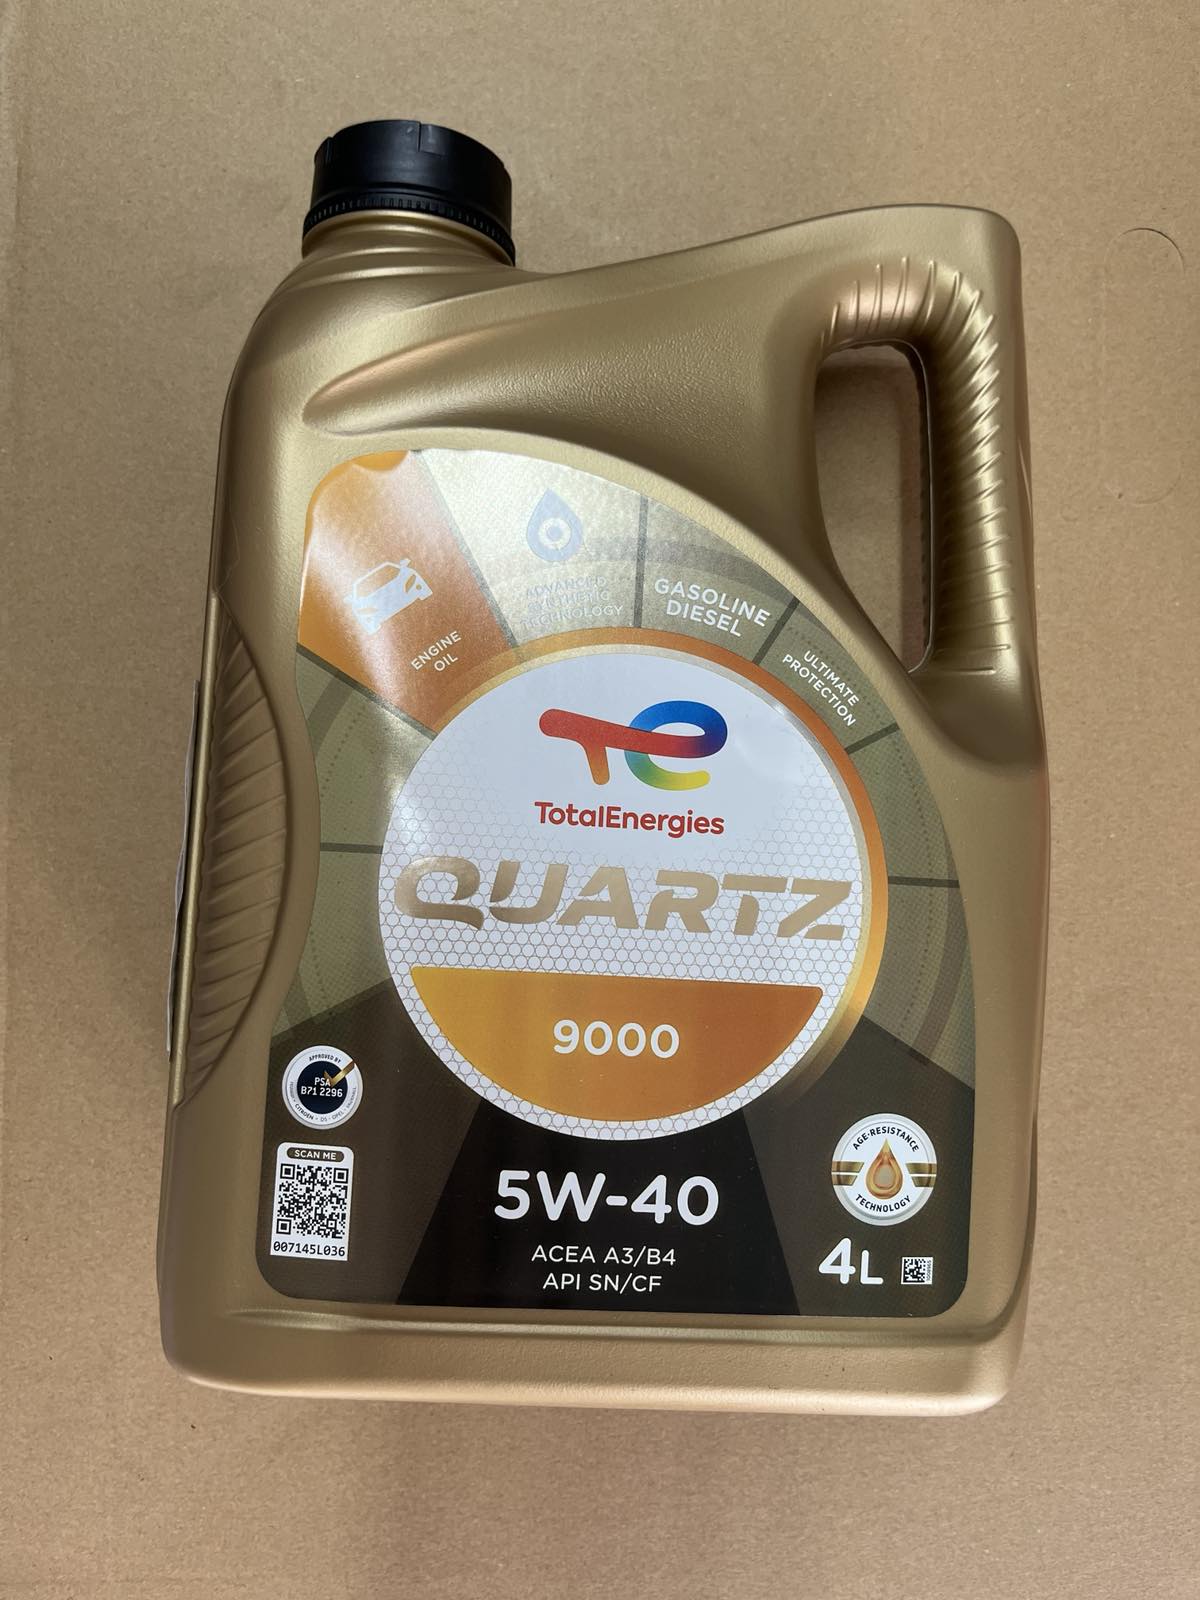 ENGINE
OIL
ADVANCED
SYNTHETIC
TECHNOLOGY
GASOLINE
DIESEL
ULTIMATE
PROTECTION
TotalEnergies
QUARTZ
9000
APPROVED BY
PSA
B71 2296
SCAN ME
007145L036
5W-40
ACEA A3/B4
API SN/CF
AGE-RESISTANCE
TECHNOLOGY
4L